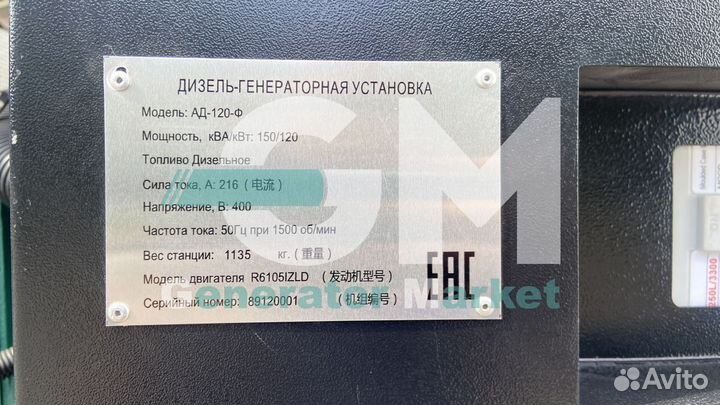 ДИЗЕЛЬ-ГЕНЕРАТОРНАЯ УСТАНОВКА
Модель: АД-120-Ф
Мощность, кВА/кВт: 150/120
Топливо Дизельное
Сила тока, А: 216 (电流)
Напряжение, В: 400
Частота тока: 50Гц при 1500 об/мин
Вес станции: 1135 кг. (重量)
Модель двигателя R6105IZLD (发动机型号)
Серийный номер: 89120001 (机组编号)
EAC
GM
Generator Market
250L/3300
Avito